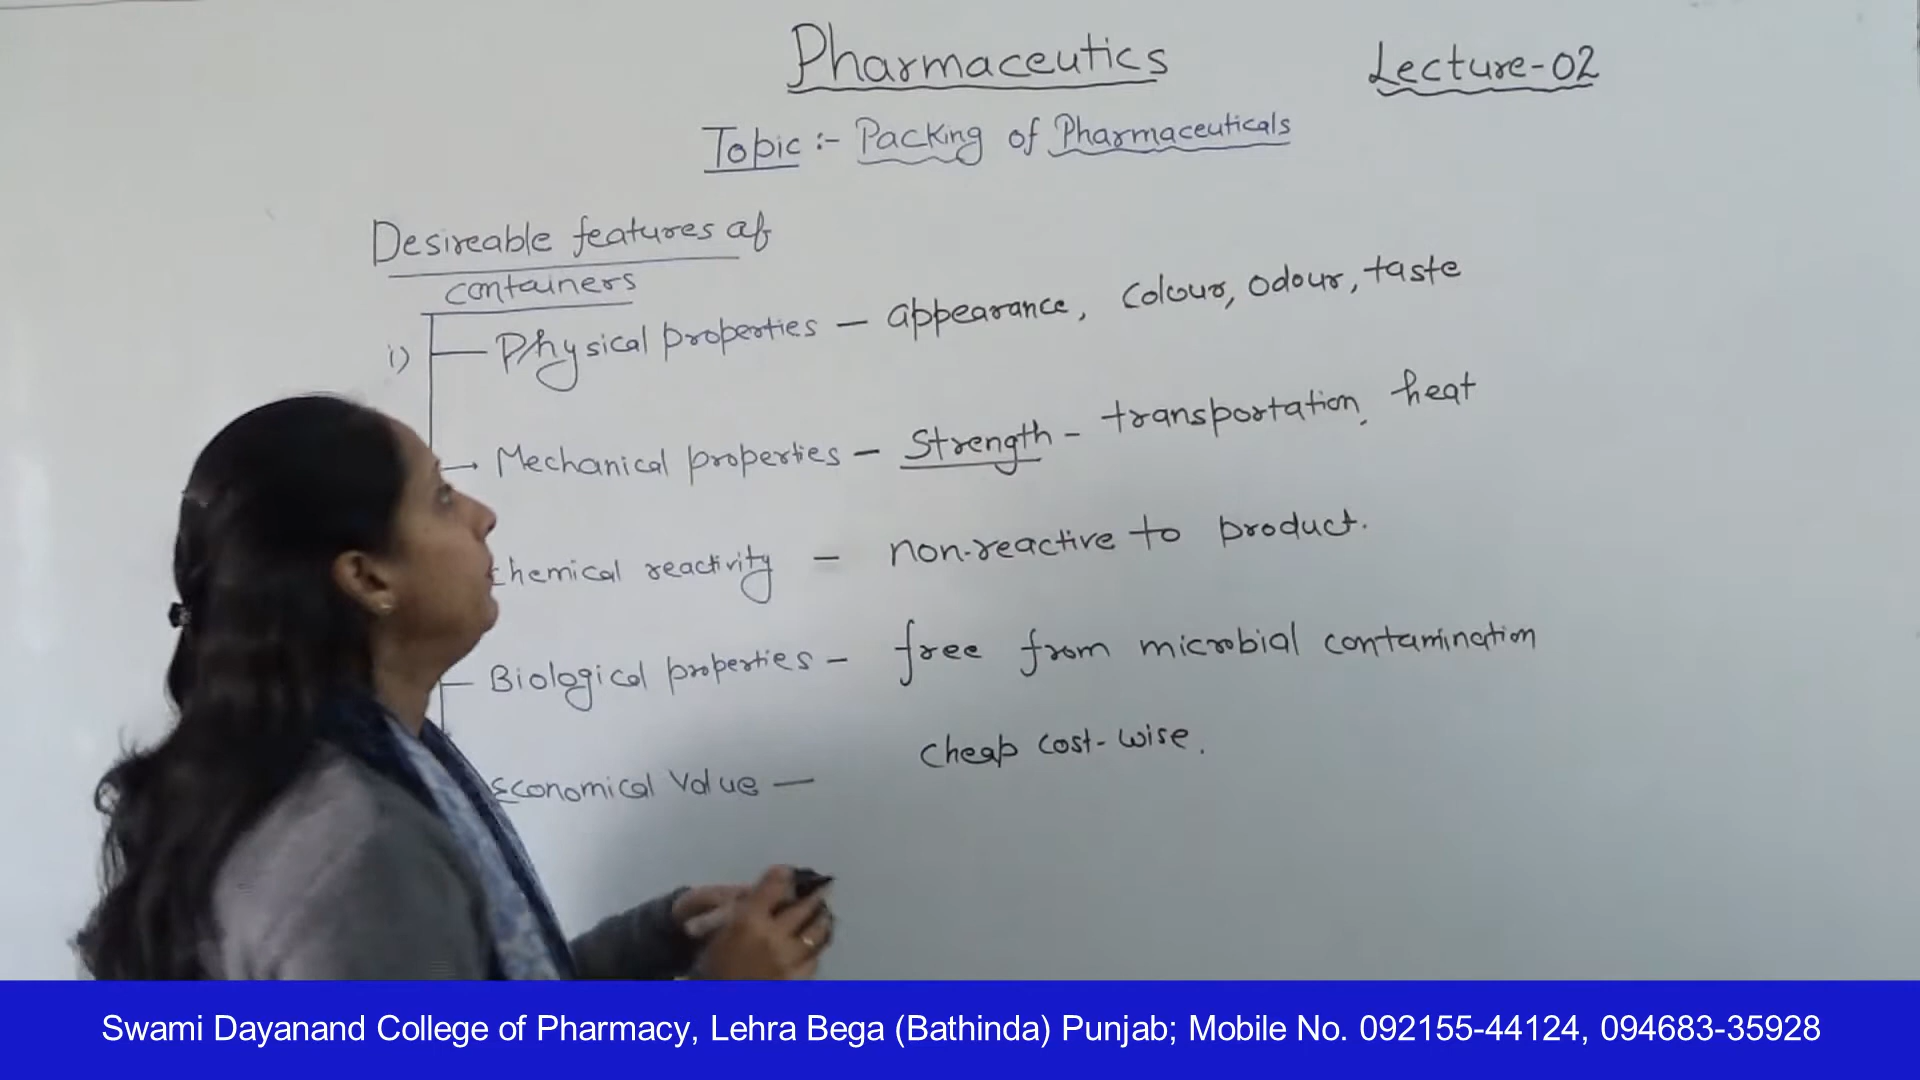 Pharmaceutics
Lecture-02
Topic :- Packing of Pharmaceuticals
Desireable features of
containers
i) Physical properties — appearance, colour, odour, taste
Mechanical properties — Strength - transportation, heat
Chemical reactivity — non-reactive to product.
Biological properties — free from microbial contamination
Economical Value — cheap cost-wise.
Swami Dayanand College of Pharmacy, Lehra Bega (Bathinda) Punjab; Mobile No. 092155-44124, 094683-35928